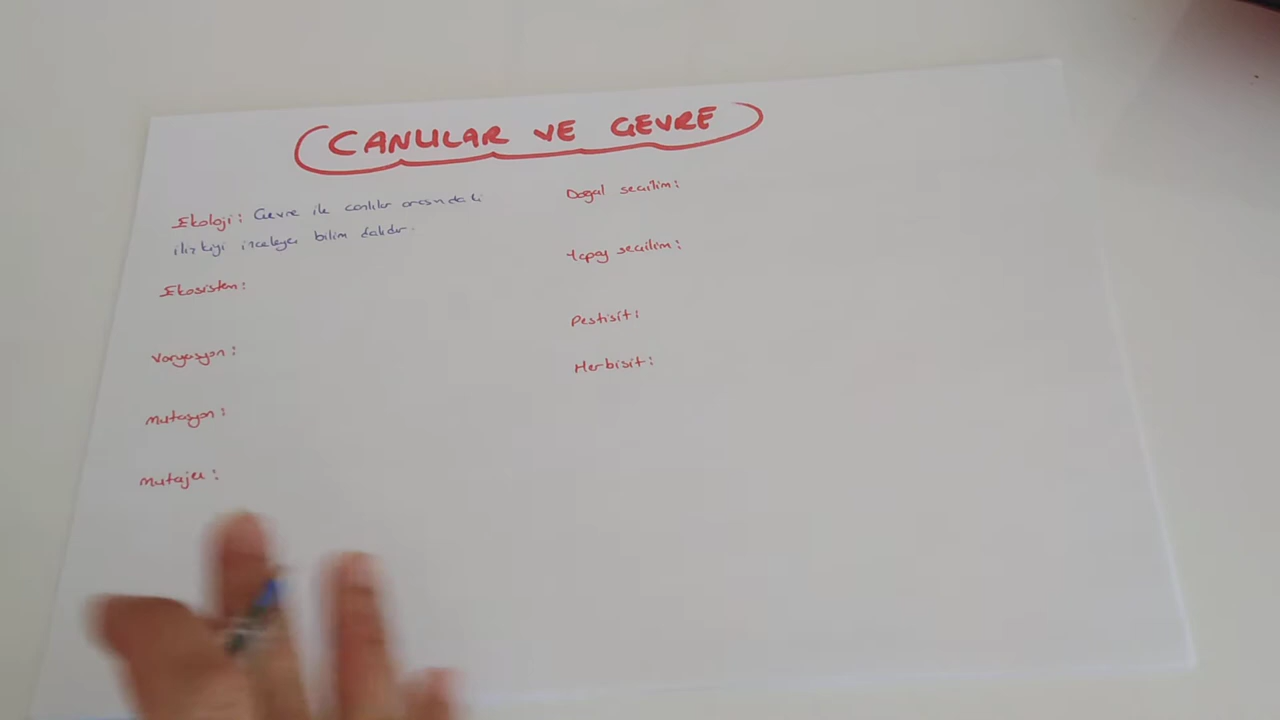 CANLILAR VE ÇEVRE
Ekoloji: Çevre ile canlılar arasındaki
ilişkiyi inceleyen bilim dalıdır.
Ekosistem:
Varyasyon:
Mutasyon:
Mutajen:
Doğal seçilim:
Yapay seçilim:
Pestisit:
Herbisit: